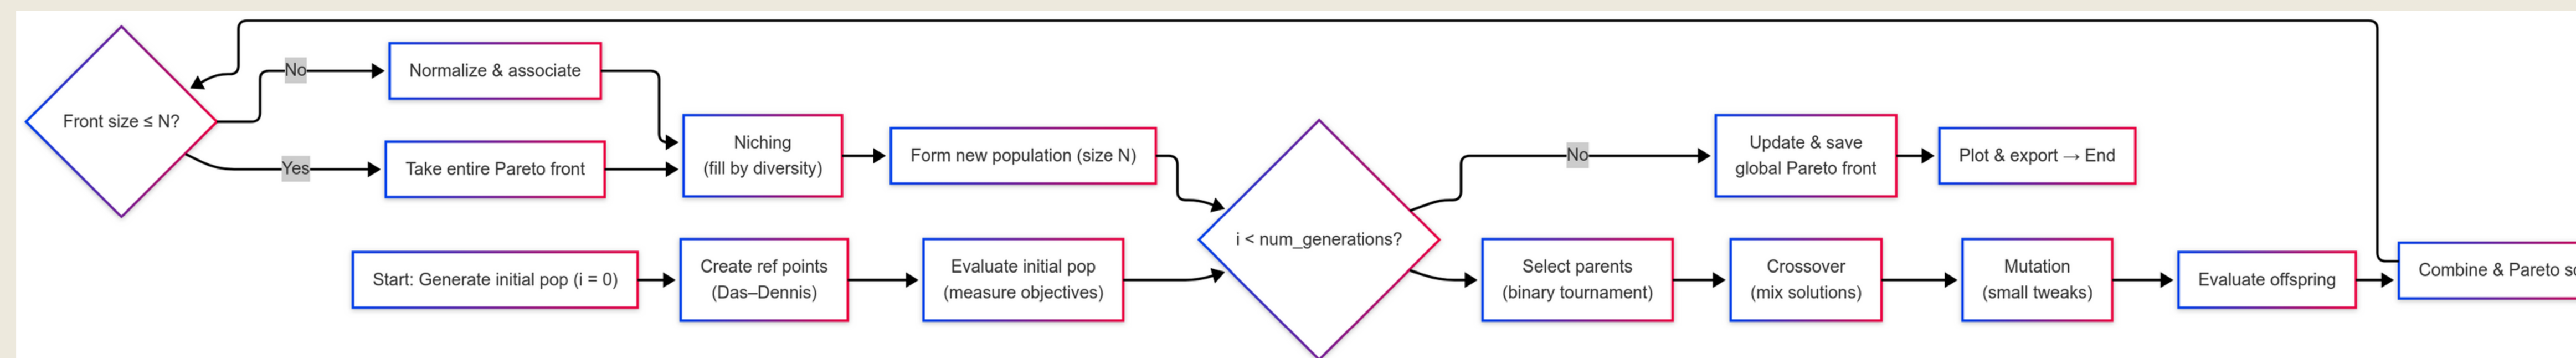 Front size ≤ N?
No
Normalize & associate
Yes
Take entire Pareto front
Niching
(fill by diversity)
Form new population (size N)
Start: Generate initial pop (i = 0)
Create ref points
(Das–Dennis)
Evaluate initial pop
(measure objectives)
i < num_generations?
No
Update & save
global Pareto front
Plot & export → End
Select parents
(binary tournament)
Crossover
(mix solutions)
Mutation
(small tweaks)
Evaluate offspring
Combine & Pareto